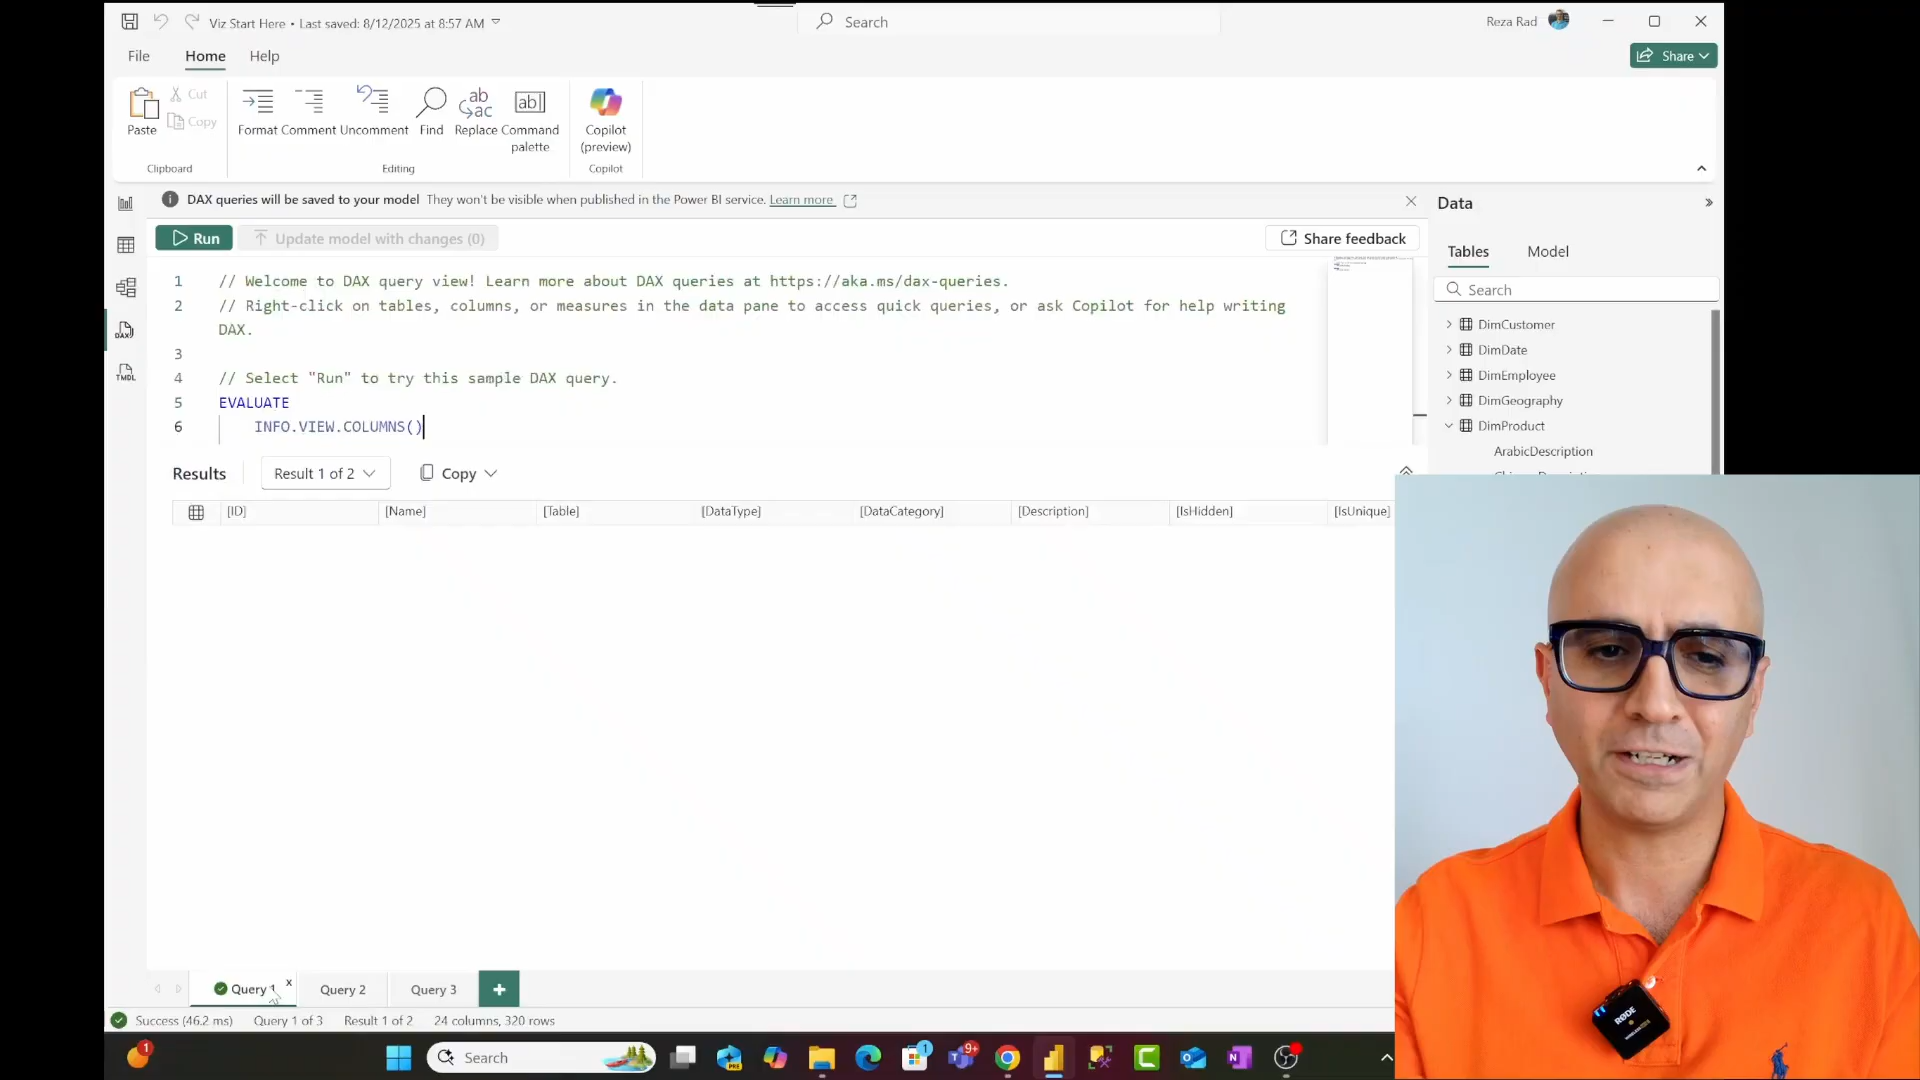 Viz Start Here • Last saved: 8/12/2025 at 8:57 AM
Search
Reza Rad
File
Home
Help
Share
Paste
Cut
Copy
Format
Comment
Uncomment
Find
Replace
Command palette
Copilot (preview)
Clipboard
Editing
Copilot
DAX queries will be saved to your model They won't be visible when published in the Power BI service. Learn more
Data
Run
Update model with changes (0)
Share feedback
Tables
Model
Search
1 // Welcome to DAX query view! Learn more about DAX queries at https://aka.ms/dax-queries.
2 // Right-click on tables, columns, or measures in the data pane to access quick queries, or ask Copilot for help writing
DAX.
3
4 // Select "Run" to try this sample DAX query.
5 EVALUATE
6 INFO.VIEW.COLUMNS()
DimCustomer
DimDate
DimEmployee
DimGeography
DimProduct
ArabicDescription
Results
Result 1 of 2
Copy
[ID] [Name] [Table] [DataType] [DataCategory] [Description] [IsHidden] [IsUnique]
Query 1
x
Query 2
Query 3
+
Success (46.2 ms) Query 1 of 3 Result 1 of 2 24 columns, 320 rows
1
Search
PRE
1
9+
RØDE